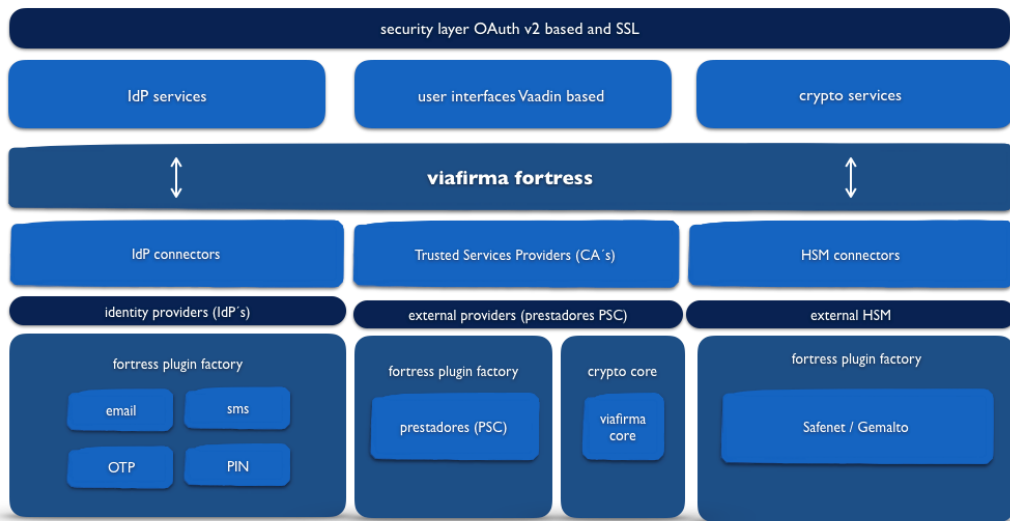 security layer OAuth v2 based and SSL
IdP services
user interfaces Vaadin based
crypto services
viafirma fortress
IdP connectors
Trusted Services Providers (CA´s)
HSM connectors
identity providers (IdP´s)
external providers (prestadores PSC)
external HSM
fortress plugin factory
email
sms
OTP
PIN
fortress plugin factory
prestadores (PSC)
crypto core
viafirma
core
fortress plugin factory
Safenet / Gemalto